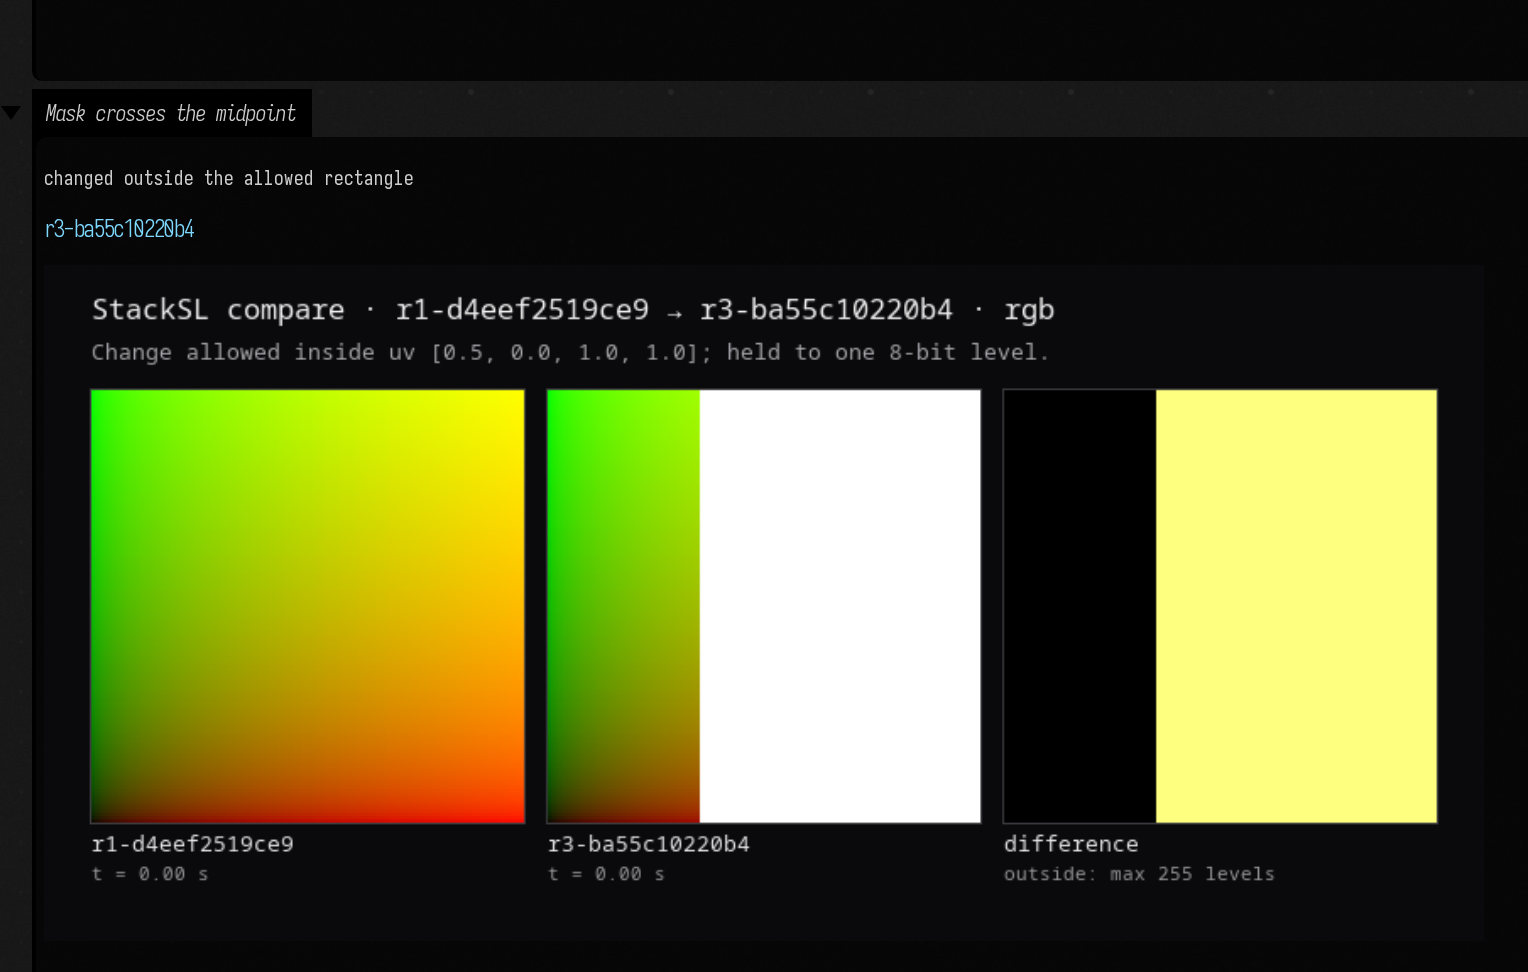 Mask crosses the midpoint
changed outside the allowed rectangle
r3-ba55c10220b4
StackSL compare · r1-d4eef2519ce9 → r3-ba55c10220b4 · rgb
Change allowed inside uv [0.5, 0.0, 1.0, 1.0]; held to one 8-bit level.
r1-d4eef2519ce9
t = 0.00 s
r3-ba55c10220b4
t = 0.00 s
difference
outside: max 255 levels